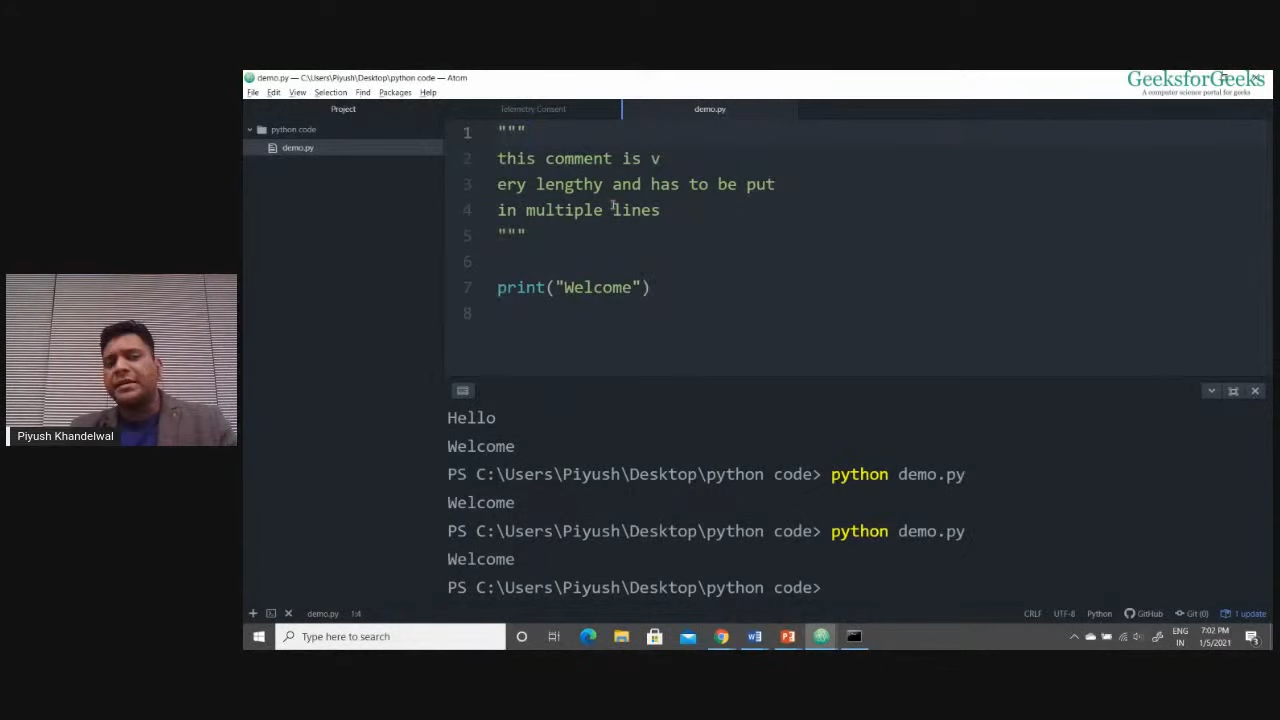 demo.py — C:\Users\Piyush\Desktop\python code — Atom
GeeksforGeeks
A computer science portal for geeks
File Edit View Selection Find Packages Help
Project
Telemetry Consent
demo.py
python code
demo.py
1 """
2 this comment is v
3 ery lengthy and has to be put
4 in multiple lines
5 """
6
7 print("Welcome")
8
Piyush Khandelwal
Hello
Welcome
PS C:\Users\Piyush\Desktop\python code> python demo.py
Welcome
PS C:\Users\Piyush\Desktop\python code> python demo.py
Welcome
PS C:\Users\Piyush\Desktop\python code>
demo.py 1:4 CRLF UTF-8 Python GitHub Git (0) 1 update
Type here to search
ENG
IN
7:02 PM
1/5/2021